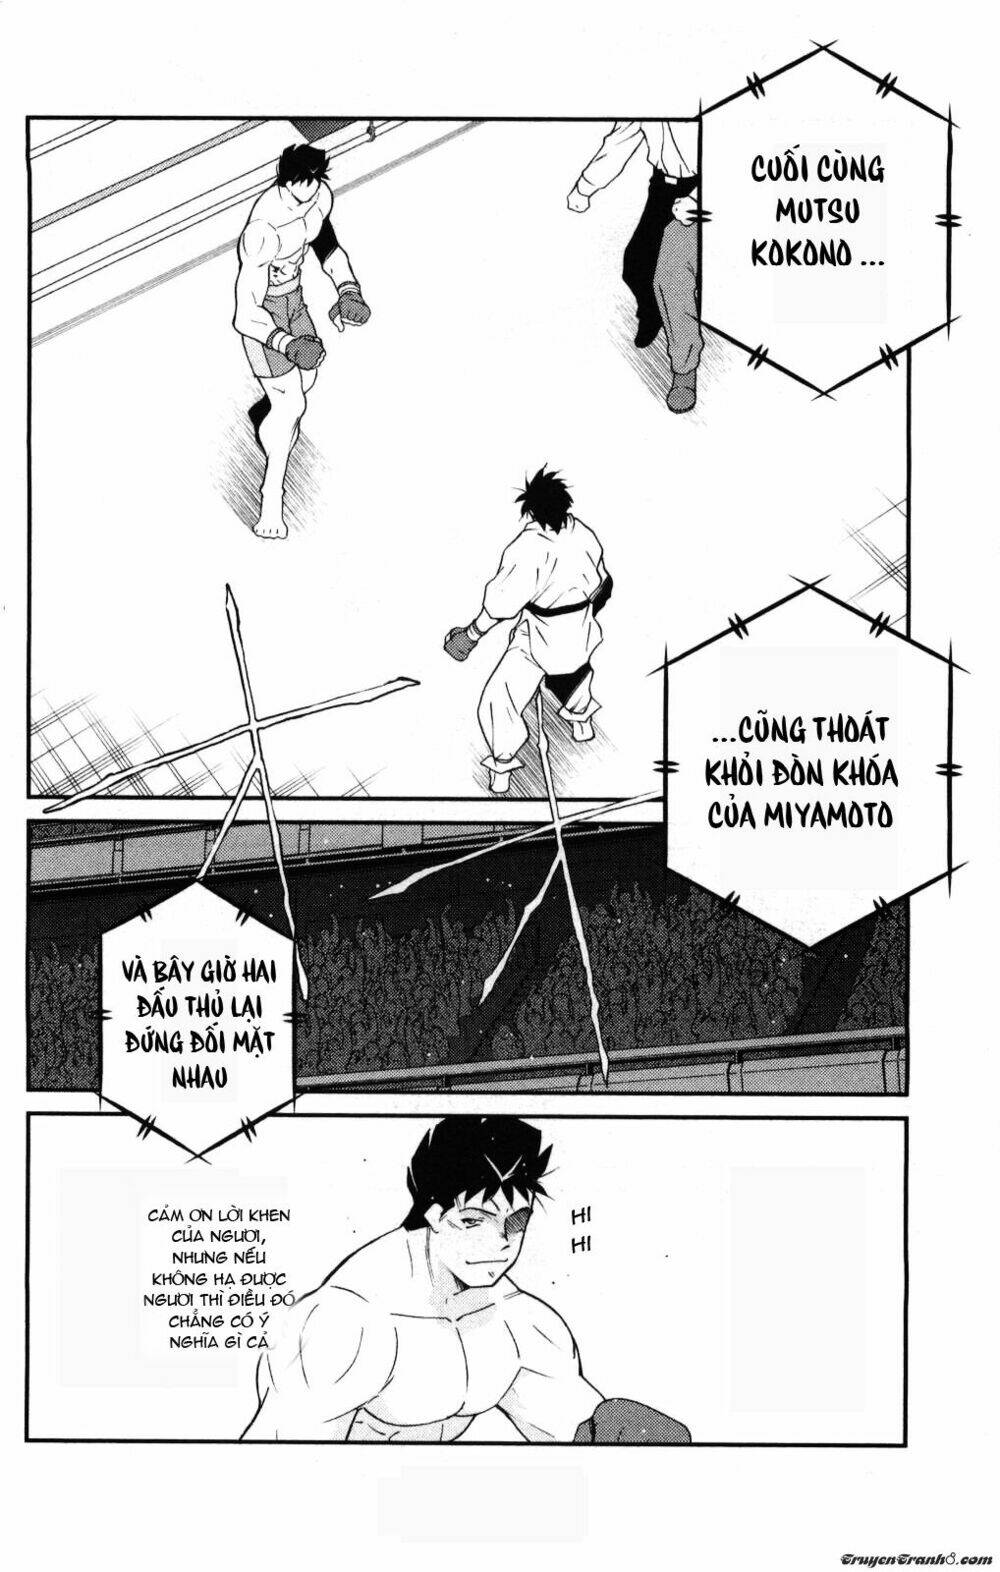 CUỐI CÙNG
MUTSU
KOKONO ...
...CŨNG THOÁT
KHỎI ĐÒN KHÓA
CỦA MIYAMOTO
VÀ BÂY GIỜ HAI
ĐẤU THỦ LẠI
ĐỨNG ĐỐI MẶT
NHAU
CẢM ƠN LỜI KHEN
CỦA NGƯƠI,
NHƯNG NẾU
KHÔNG HẠ ĐƯỢC
NGƯƠI THÌ ĐIỀU ĐÓ
CHẲNG CÓ Ý
NGHĨA GÌ CẢ
HI
HI
TruyenTranh8.com